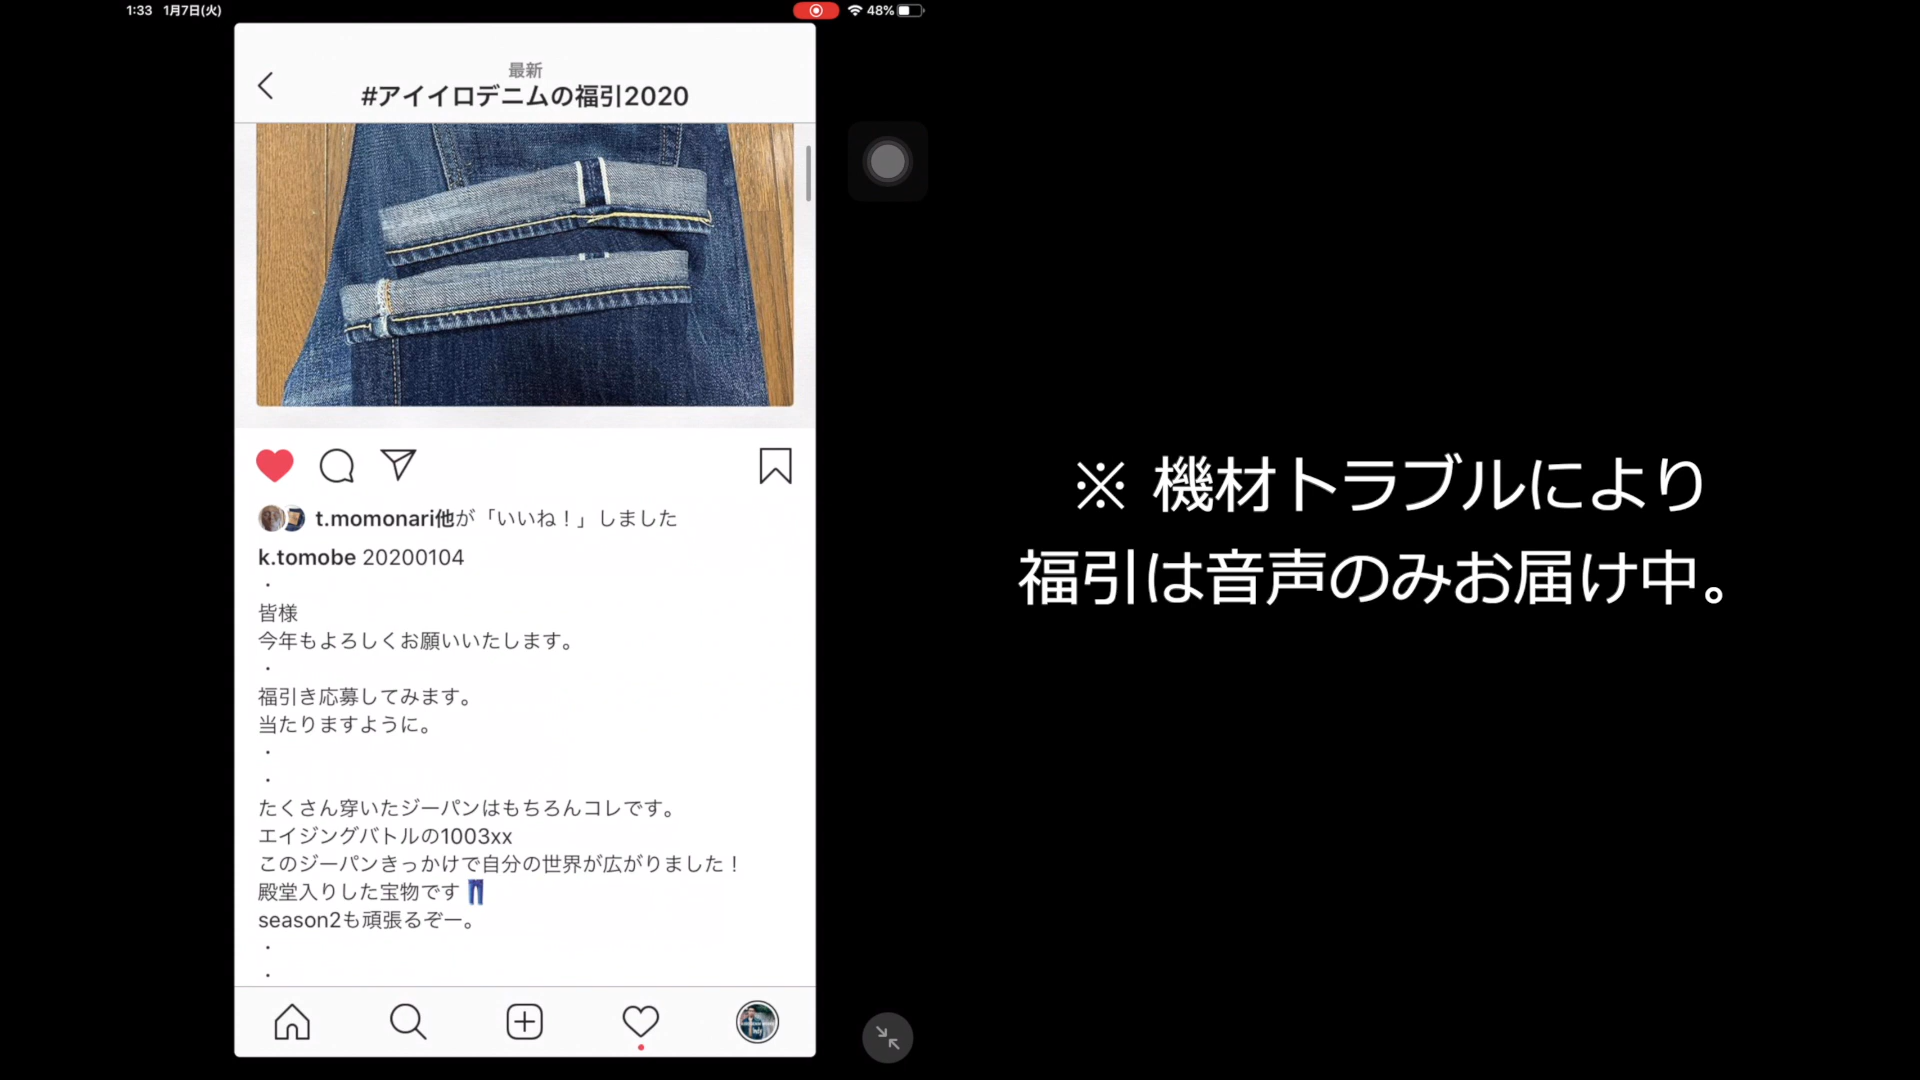 1:33 1月7日(火)
48%
最新
#アイイロデニムの福引2020
t.momonari他が「いいね！」しました
k.tomobe 20200104
・
皆様
今年もよろしくお願いいたします。
・
福引き応募してみます。
当たりますように。
・
・
たくさん穿いたジーパンはもちろんコレです。
エイジングバトルの1003xx
このジーパンきっかけで自分の世界が広がりました！
殿堂入りした宝物です👖
season2も頑張るぞー。
・
・
※ 機材トラブルにより
福引は音声のみお届け中。